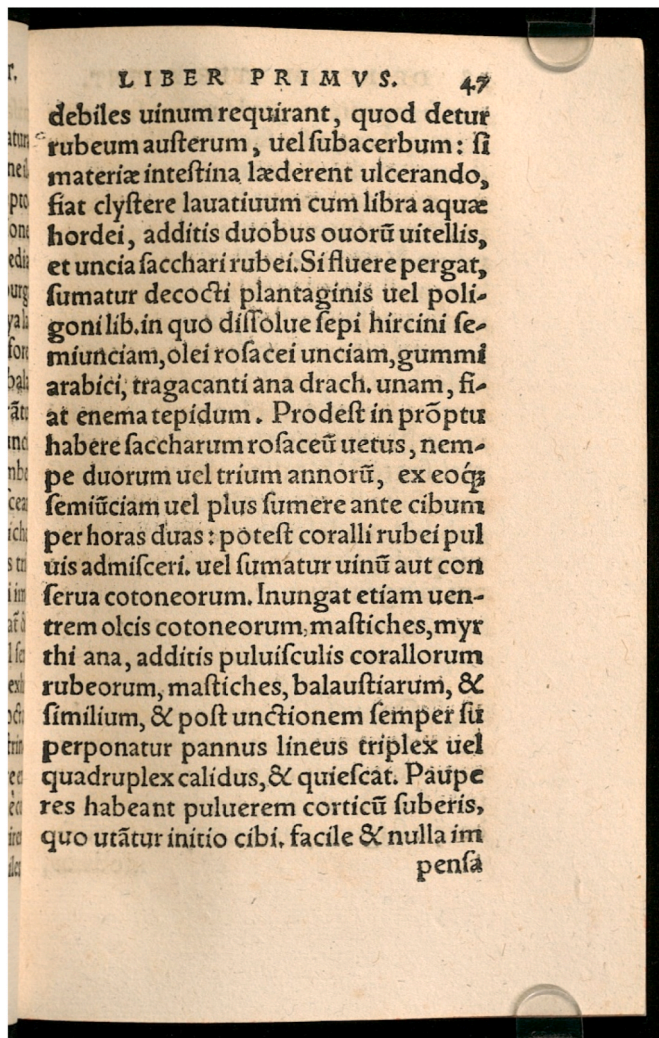 LIBER PRIMVS. 47
debiles uinum requirant, quod detur
rubeum austerum, uel subacerbum: si
materiæ intestina læderent ulcerando,
fiat clystere lauatiuum cum libra aquæ
hordei, additis duobus ouorũ uitellis,
et uncia sacchari rubei. Si fluere pergat,
sumatur decocti plantaginis uel poli-
goni lib. in quo dissolue sepi hircini se-
miunciam, olei rosacei unciam, gummi
arabici, tragacanti ana drach. unam, fi-
at enema tepidum. Prodest in prõptu
habere saccharum rosaceũ uetus, nem-
pe duorum uel trium annorũ, ex eoq́;
semiũciam uel plus sumere ante cibum
per horas duas: potest coralli rubei pul
uis admisceri. uel sumatur uinũ aut con
serua cotoneorum. Inungat etiam uen-
trem olcis cotoneorum, mastiches, myr
thi ana, additis puluisculis corallorum
rubeorum, mastiches, balaustiarum, &
similium, & post unctionem semper su
perponatur pannus lineus triplex uel
quadruplex calidus, & quiescat. Paupe
res habeant puluerem corticũ suberis,
quo utãtur initio cibi. facile & nulla im
pensa